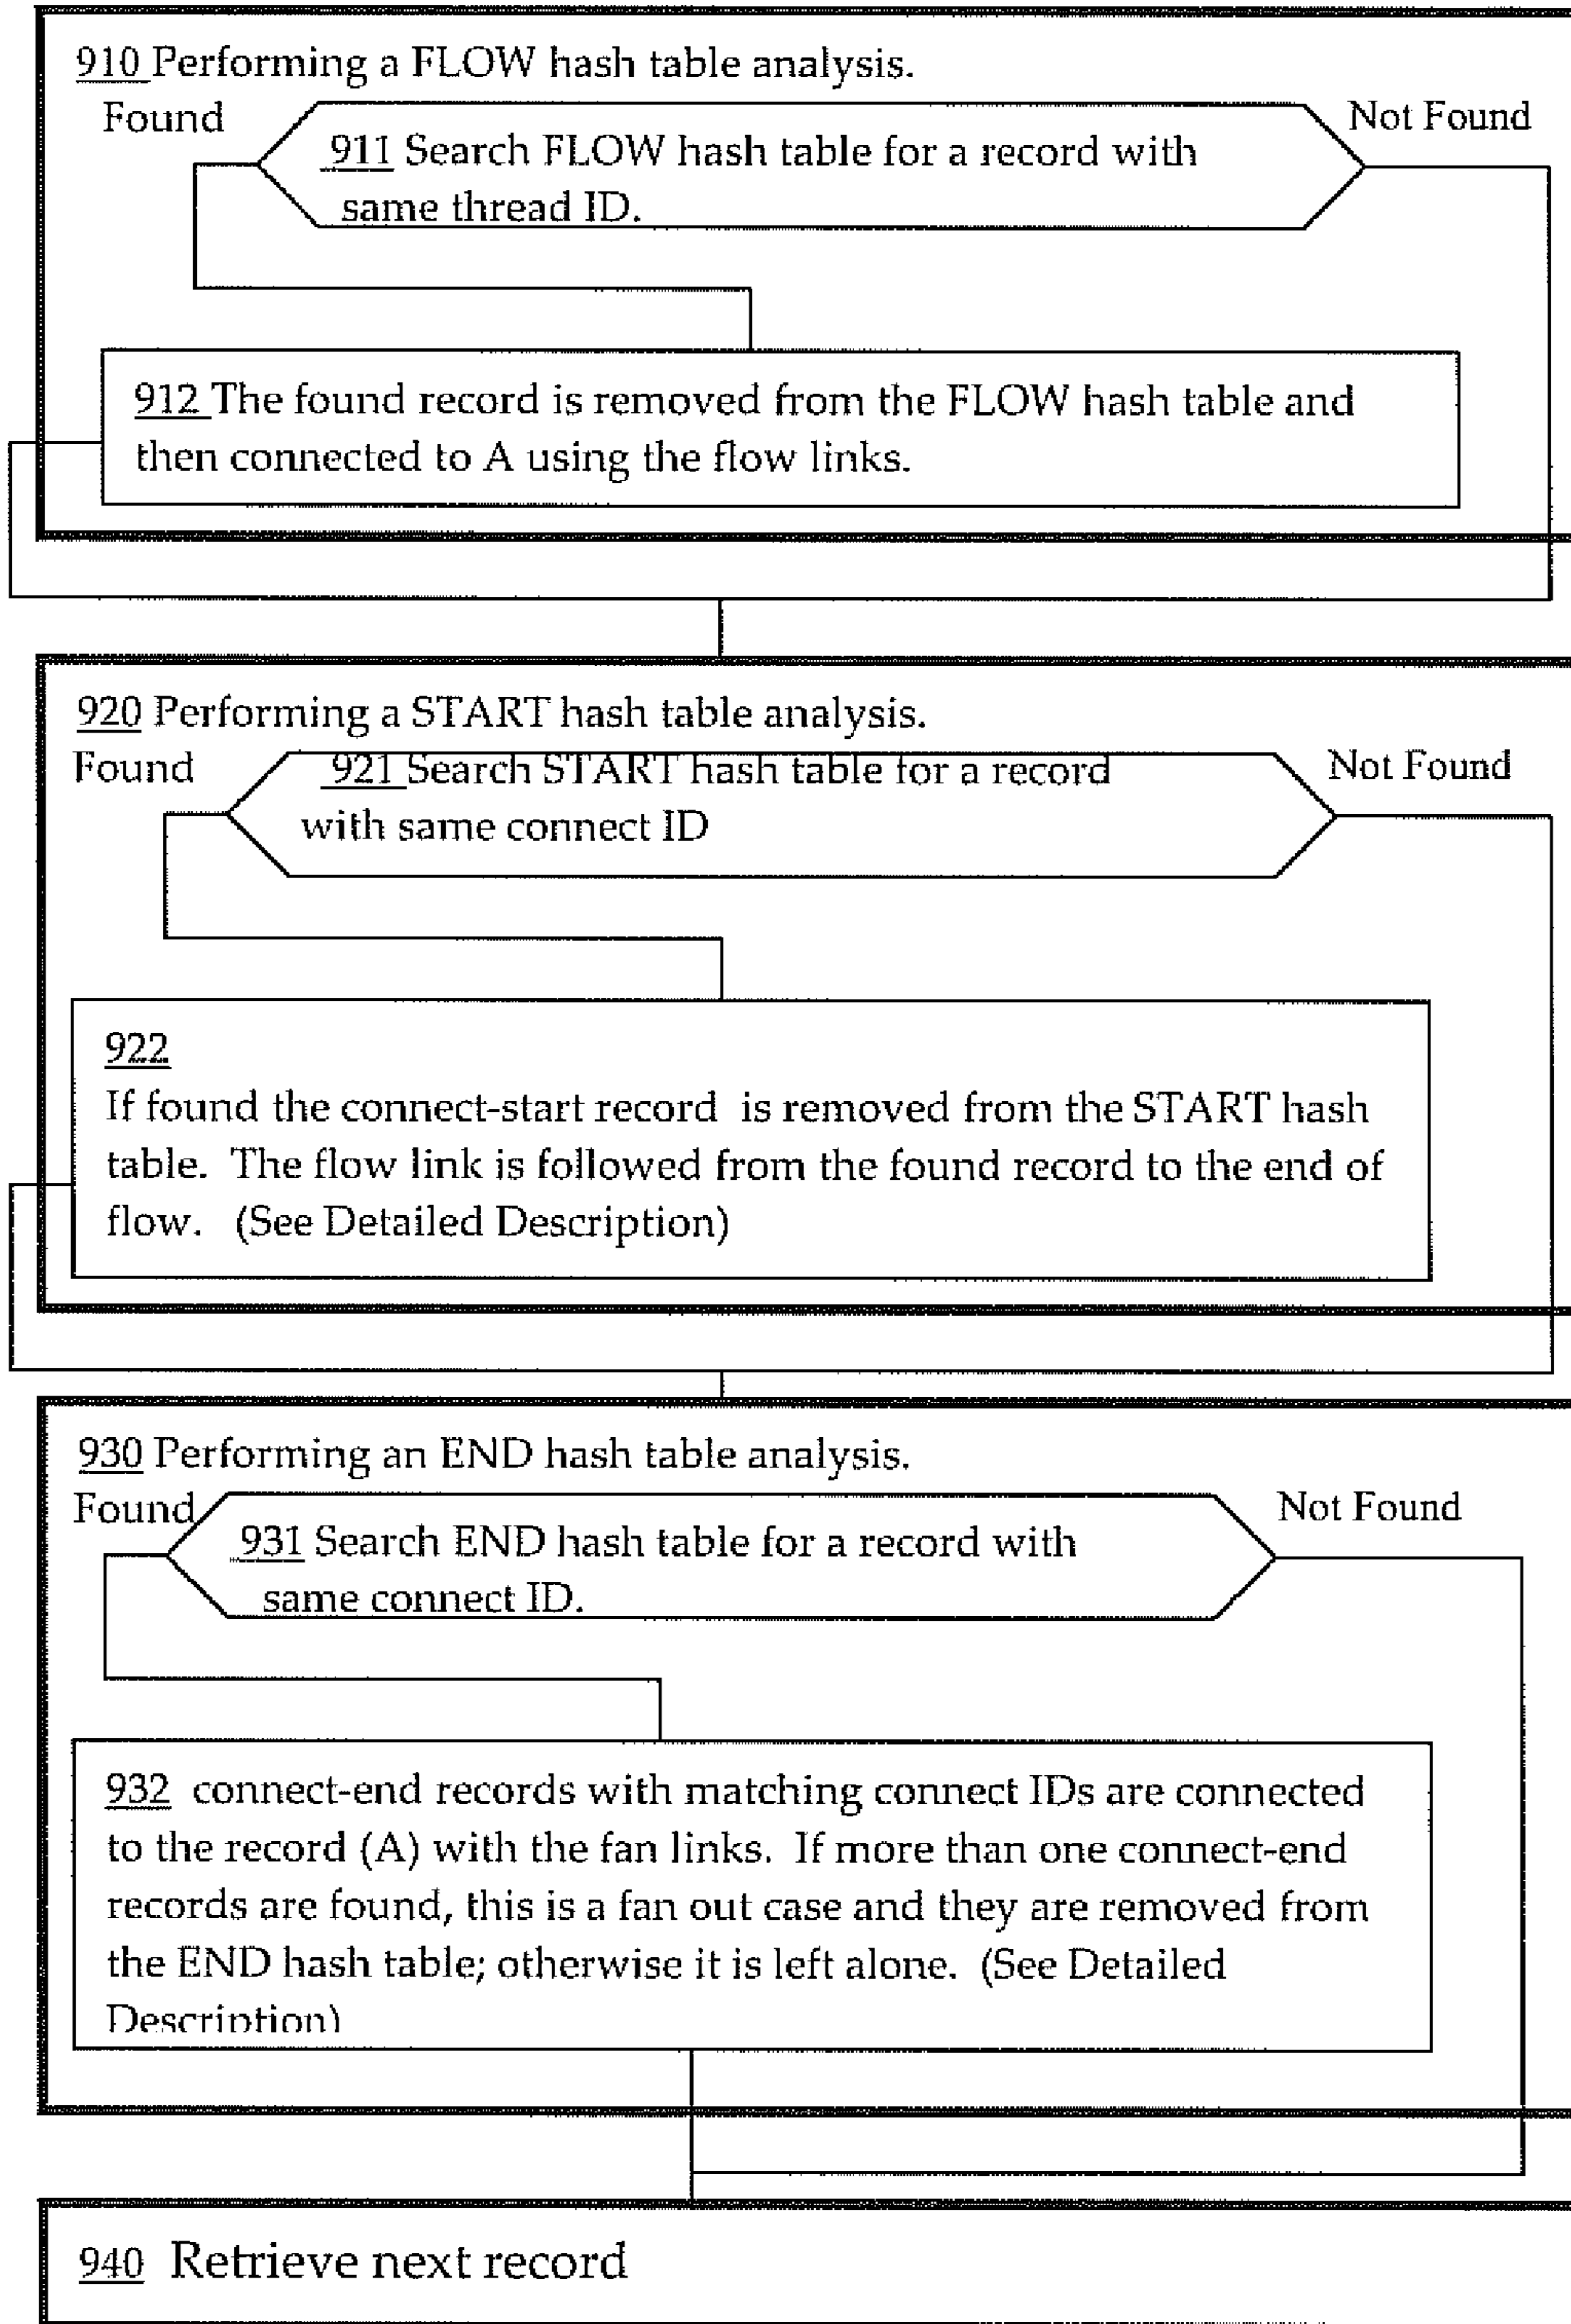 910 Performing a FLOW hash table analysis.
Found
Not Found
911 Search FLOW hash table for a record with
same thread ID.
912 The found record is removed from the FLOW hash table and
then connected to A using the flow links.
920 Performing a START hash table analysis.
Found
Not Found
921 Search START hash table for a record
with same connect ID
922
If found the connect-start record is removed from the START hash
table. The flow link is followed from the found record to the end of
flow. (See Detailed Description)
930 Performing an END hash table analysis.
Found
Not Found
931 Search END hash table for a record with
same connect ID.
932 connect-end records with matching connect IDs are connected
to the record (A) with the fan links. If more than one connect-end
records are found, this is a fan out case and they are removed from
the END hash table; otherwise it is left alone. (See Detailed
Description)
940 Retrieve next record